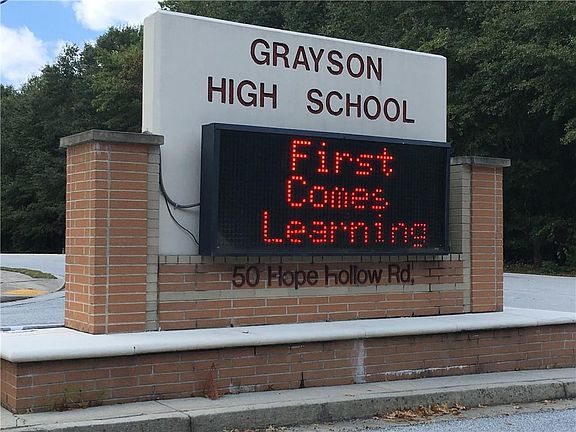 GRAYSON
HIGH SCHOOL
First
Comes
Learning
50 Hope Hollow Rd,